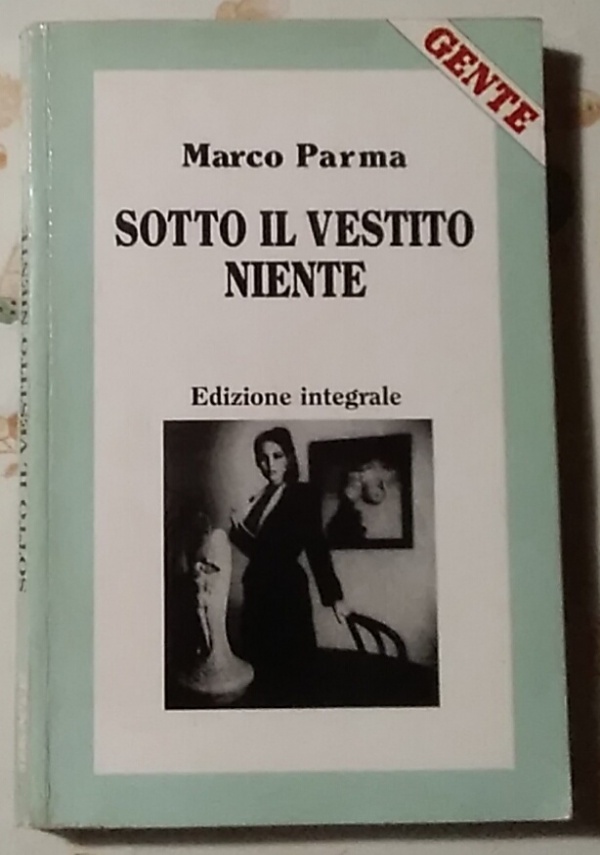 GENTE
Marco Parma
SOTTO IL VESTITO
NIENTE
Edizione integrale
SOTTO IL VESTITO NIENTE